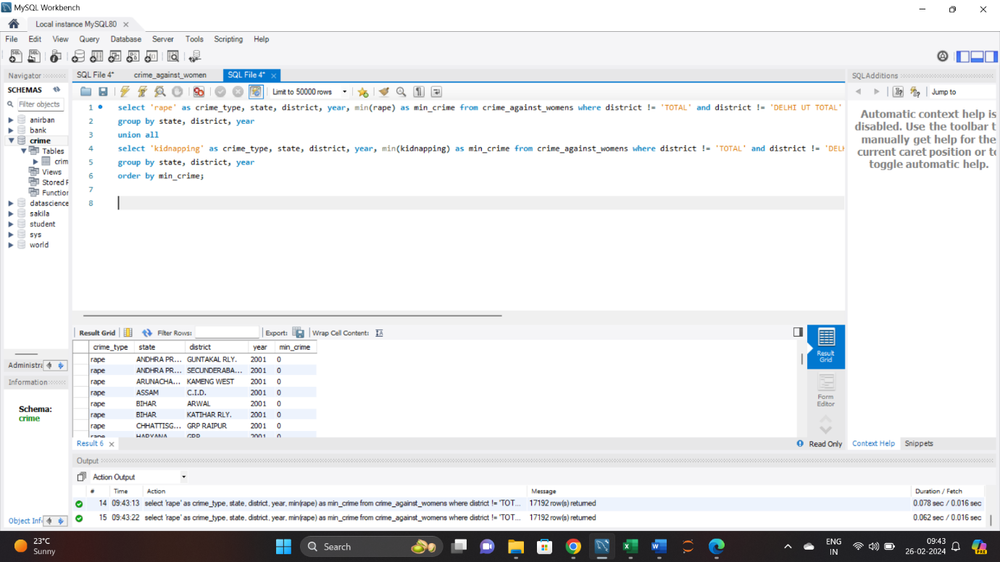 MySQL Workbench
Local instance MySQL80
File Edit View Query Database Server Tools Scripting Help
Navigator
SCHEMAS
Filter objects
anirban
bank
crime
Tables
crim
Views
Stored P
Function
datascience
sakila
student
sys
world
Administra
Information
Schema:
crime
Object Inf
SQL File 4* crime_against_women SQL File 4*
Limit to 50000 rows
1 select 'rape' as crime_type, state, district, year, min(rape) as min_crime from crime_against_womens where district != 'TOTAL' and district != 'DELHI UT TOTAL'
2 group by state, district, year
3 union all
4 select 'kidnapping' as crime_type, state, district, year, min(kidnapping) as min_crime from crime_against_womens where district != 'TOTAL' and district != 'DELH
5 group by state, district, year
6 order by min_crime;
7
8
Result Grid Filter Rows: Export: Wrap Cell Content:
crime_type state district year min_crime
rape ANDHRA PR... GUNTAKAL RLY. 2001 0
rape ANDHRA PR... SECUNDERABA... 2001 0
rape ARUNACHA... KAMENG WEST 2001 0
rape ASSAM C.I.D. 2001 0
rape BIHAR ARWAL 2001 0
rape BIHAR KATIHAR RLY. 2001 0
rape CHHATTISG... GRP RAIPUR 2001 0
rape HARYANA GRP 2001 0
Result 6
Result
Grid
Form
Editor
Read Only
SQLAdditions
Jump to
Automatic context help is
disabled. Use the toolbar t
manually get help for the
current caret position or to
toggle automatic help.
Context Help Snippets
Output
Action Output
# Time Action Message Duration / Fetch
14 09:43:13 select 'rape' as crime_type, state, district, year, min(rape) as min_crime from crime_against_womens where district != 'TOT... 17192 row(s) returned 0.078 sec / 0.016 sec
15 09:43:22 select 'rape' as crime_type, state, district, year, min(rape) as min_crime from crime_against_womens where district != 'TOT... 17192 row(s) returned 0.062 sec / 0.016 sec
23°C
Sunny
Search
ENG
IN
09:43
26-02-2024
PRE